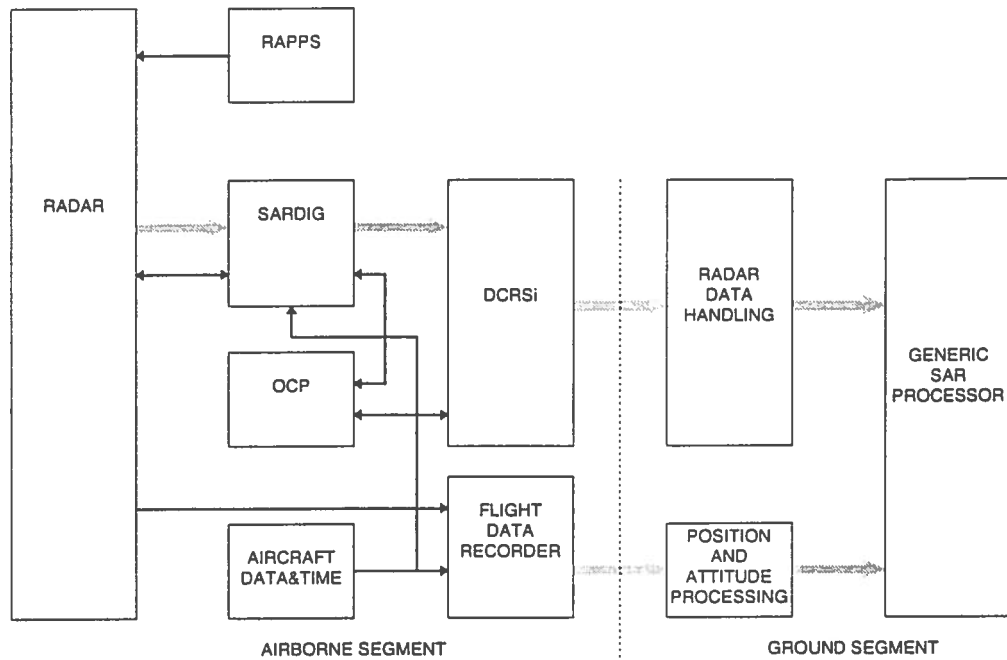 RAPPS
RADAR
SARDIG
DCRSi
RADAR
DATA
HANDLING
GENERIC
SAR
PROCESSOR
OCP
FLIGHT
DATA
RECORDER
AIRCRAFT
DATA&TIME
POSITION
AND
ATTITUDE
PROCESSING
AIRBORNE SEGMENT
GROUND SEGMENT